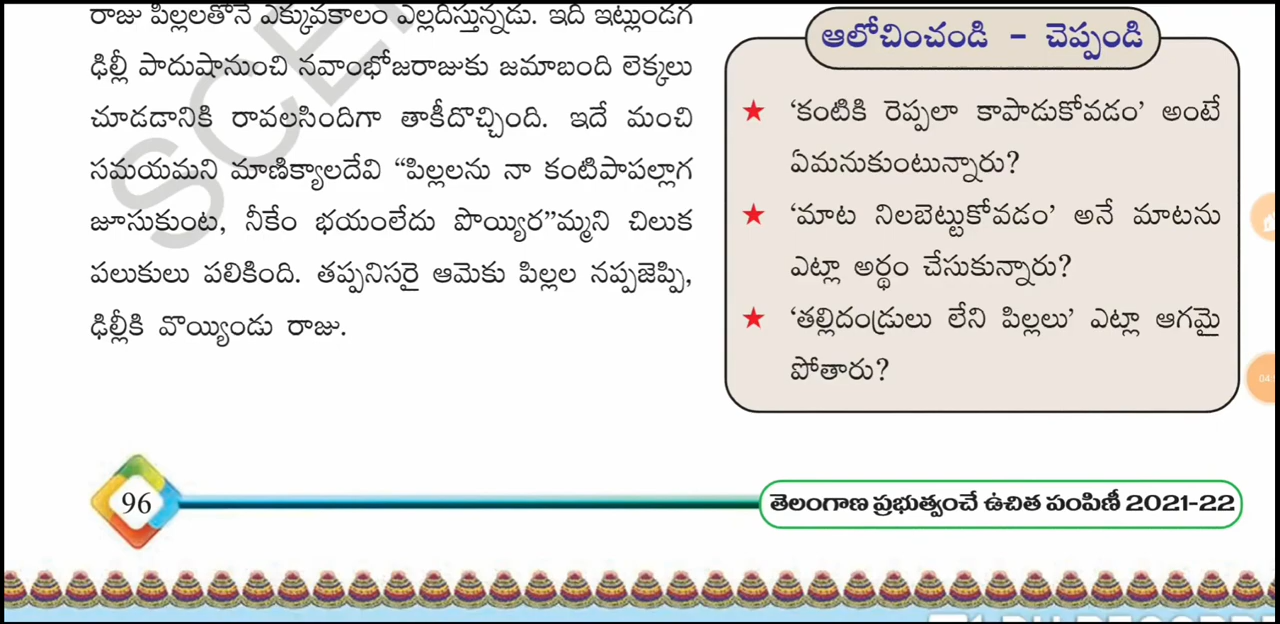 రాజు పిల్లలతోనే ఎక్కువకాలం ఎల్లదిస్తున్నడు. ఇది ఇట్లుండగ
ఢిల్లీ పాదుషానుంచి నవాంభోజరాజుకు జమాబంది లెక్కలు
చూడడానికి రావలసిందిగా తాకీదొచ్చింది. ఇదే మంచి
సమయమని మాణిక్యాలదేవి “పిల్లలను నా కంటిపాపల్లాగ
జూసుకుంట, నీకేం భయంలేదు పొయ్యిర”మ్మని చిలుక
పలుకులు పలికింది. తప్పనిసరై ఆమెకు పిల్లల నప్పజెప్పి,
ఢిల్లీకి వొయ్యిండు రాజు.
ఆలోచించండి - చెప్పండి
★ ‘కంటికి రెప్పలా కాపాడుకోవడం’ అంటే
ఏమనుకుంటున్నారు?
★ ‘మాట నిలబెట్టుకోవడం’ అనే మాటను
ఎట్లా అర్థం చేసుకున్నారు?
★ ‘తల్లిదండ్రులు లేని పిల్లలు’ ఎట్లా ఆగమై
పోతారు?
96
తెలంగాణ ప్రభుత్వంచే ఉచిత పంపిణీ 2021-22